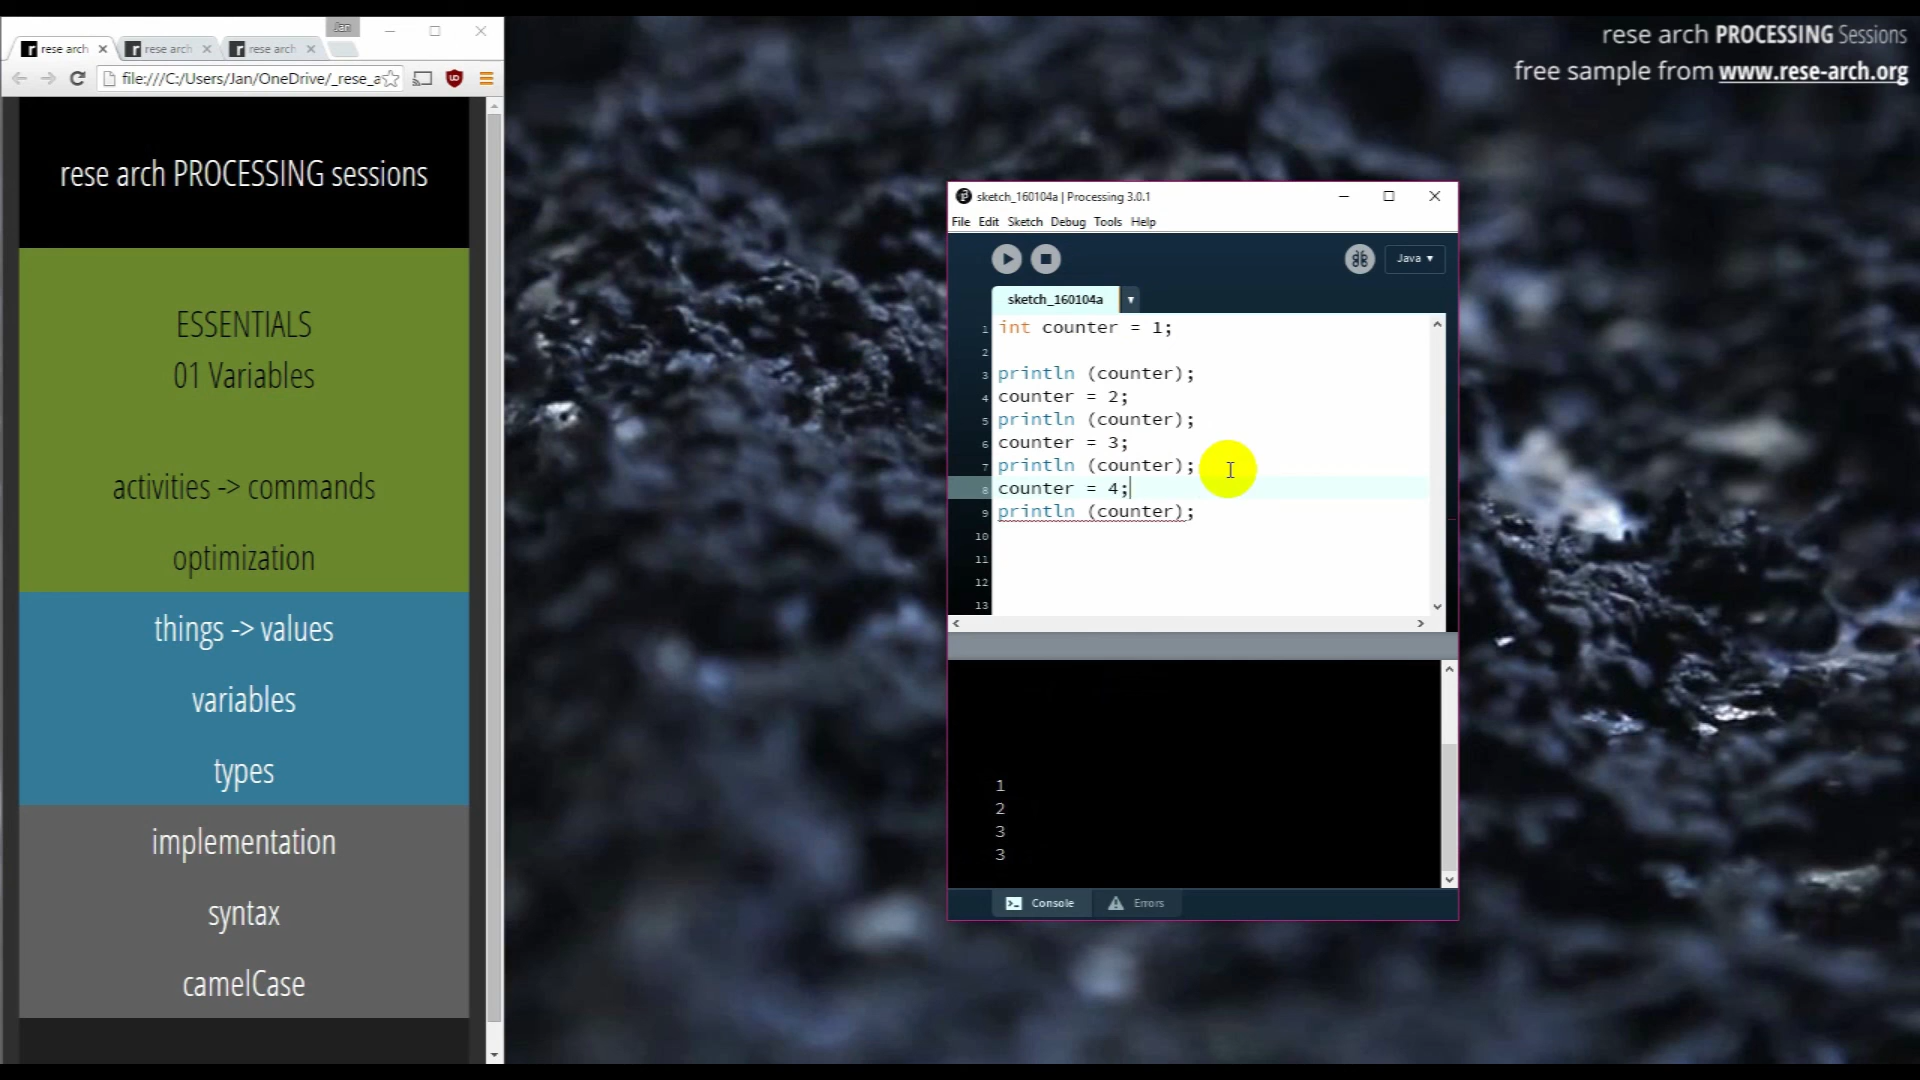 Jan
rese arch
rese arch
rese arch
file:///C:/Users/Jan/OneDrive/_rese_a
rese arch PROCESSING sessions
ESSENTIALS
01 Variables
activities -> commands
optimization
things -> values
variables
types
implementation
syntax
camelCase
rese arch PROCESSING Sessions
free sample from www.rese-arch.org
sketch_160104a | Processing 3.0.1
File Edit Sketch Debug Tools Help
Java ▾
sketch_160104a ▾
1 int counter = 1;
2
3 println (counter);
4 counter = 2;
5 println (counter);
6 counter = 3;
7 println (counter);
8 counter = 4;
9 println (counter);
10
11
12
13
1
2
3
3
Console Errors